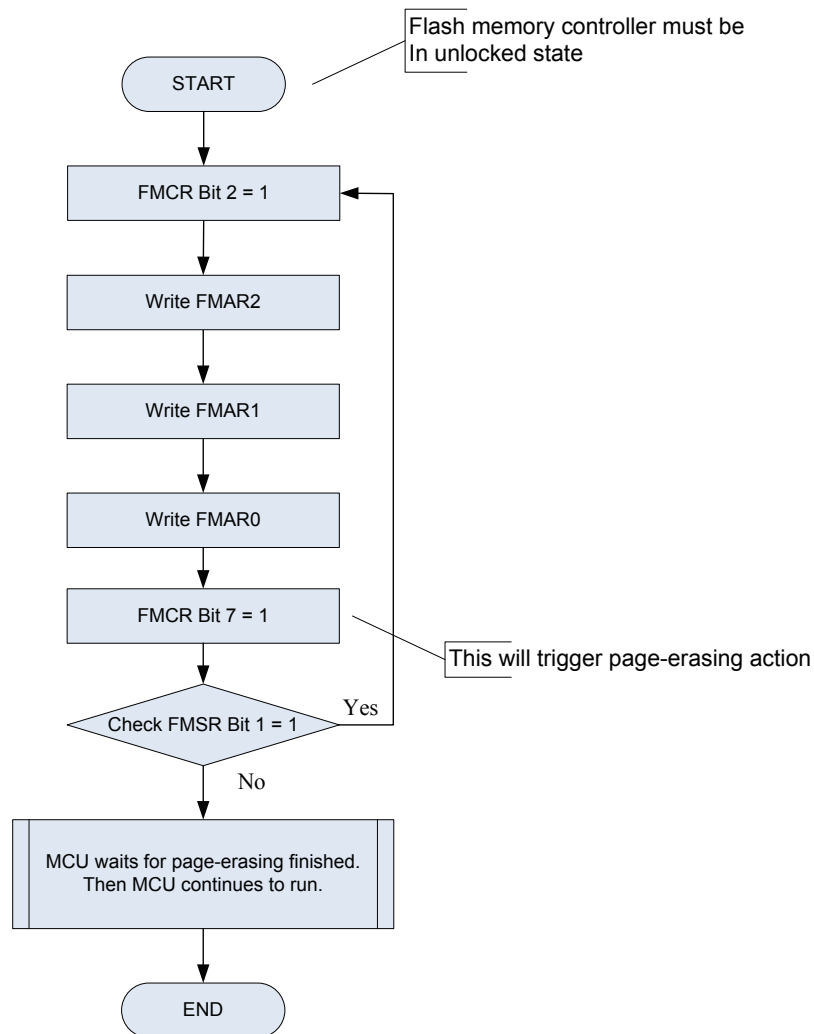 Flash memory controller must be
In unlocked state
START
FMCR Bit 2 = 1
Write FMAR2
Write FMAR1
Write FMAR0
FMCR Bit 7 = 1
This will trigger page-erasing action
Check FMSR Bit 1 = 1
Yes
No
MCU waits for page-erasing finished.
Then MCU continues to run.
END